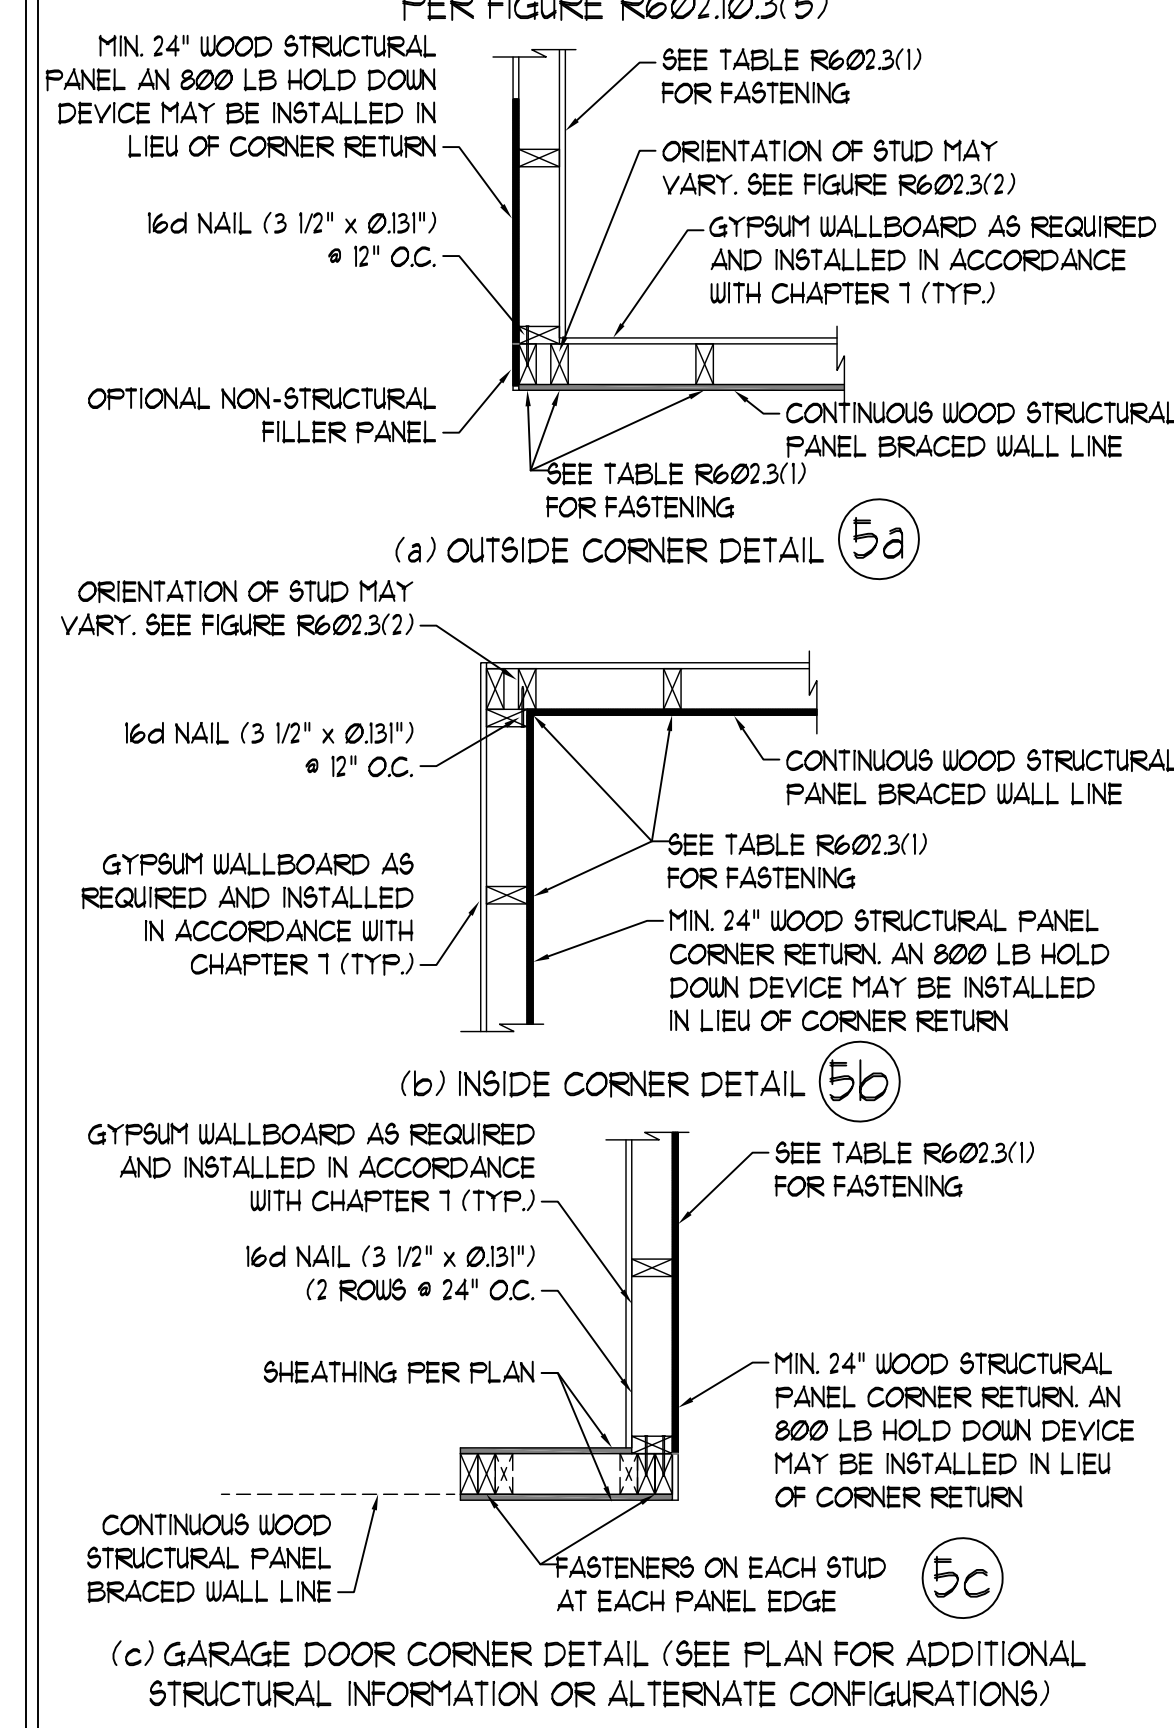 PER FIGURE R602.10.3(5)
MIN. 24" WOOD STRUCTURAL
PANEL AN 800 LB HOLD DOWN
DEVICE MAY BE INSTALLED IN
LIEU OF CORNER RETURN
SEE TABLE R602.3(1)
FOR FASTENING
ORIENTATION OF STUD MAY
VARY. SEE FIGURE R602.3(2)
16d NAIL (3 1/2" x 0.131")
@ 12" O.C.
GYPSUM WALLBOARD AS REQUIRED
AND INSTALLED IN ACCORDANCE
WITH CHAPTER 7 (TYP.)
OPTIONAL NON-STRUCTURAL
FILLER PANEL
CONTINUOUS WOOD STRUCTURAL
PANEL BRACED WALL LINE
SEE TABLE R602.3(1)
FOR FASTENING
(a) OUTSIDE CORNER DETAIL 5a
ORIENTATION OF STUD MAY
VARY. SEE FIGURE R602.3(2)
16d NAIL (3 1/2" x 0.131")
@ 12" O.C.
CONTINUOUS WOOD STRUCTURAL
PANEL BRACED WALL LINE
SEE TABLE R602.3(1)
FOR FASTENING
GYPSUM WALLBOARD AS
REQUIRED AND INSTALLED
IN ACCORDANCE WITH
CHAPTER 7 (TYP.)
MIN. 24" WOOD STRUCTURAL PANEL
CORNER RETURN. AN 800 LB HOLD
DOWN DEVICE MAY BE INSTALLED
IN LIEU OF CORNER RETURN
(b) INSIDE CORNER DETAIL 5b
GYPSUM WALLBOARD AS REQUIRED
AND INSTALLED IN ACCORDANCE
WITH CHAPTER 7 (TYP.)
SEE TABLE R602.3(1)
FOR FASTENING
16d NAIL (3 1/2" x 0.131")
(2 ROWS @ 24" O.C.
SHEATHING PER PLAN
MIN. 24" WOOD STRUCTURAL
PANEL CORNER RETURN. AN
800 LB HOLD DOWN DEVICE
MAY BE INSTALLED IN LIEU
OF CORNER RETURN
CONTINUOUS WOOD
STRUCTURAL PANEL
BRACED WALL LINE
FASTENERS ON EACH STUD
AT EACH PANEL EDGE
5c
(c) GARAGE DOOR CORNER DETAIL (SEE PLAN FOR ADDITIONAL
STRUCTURAL INFORMATION OR ALTERNATE CONFIGURATIONS)